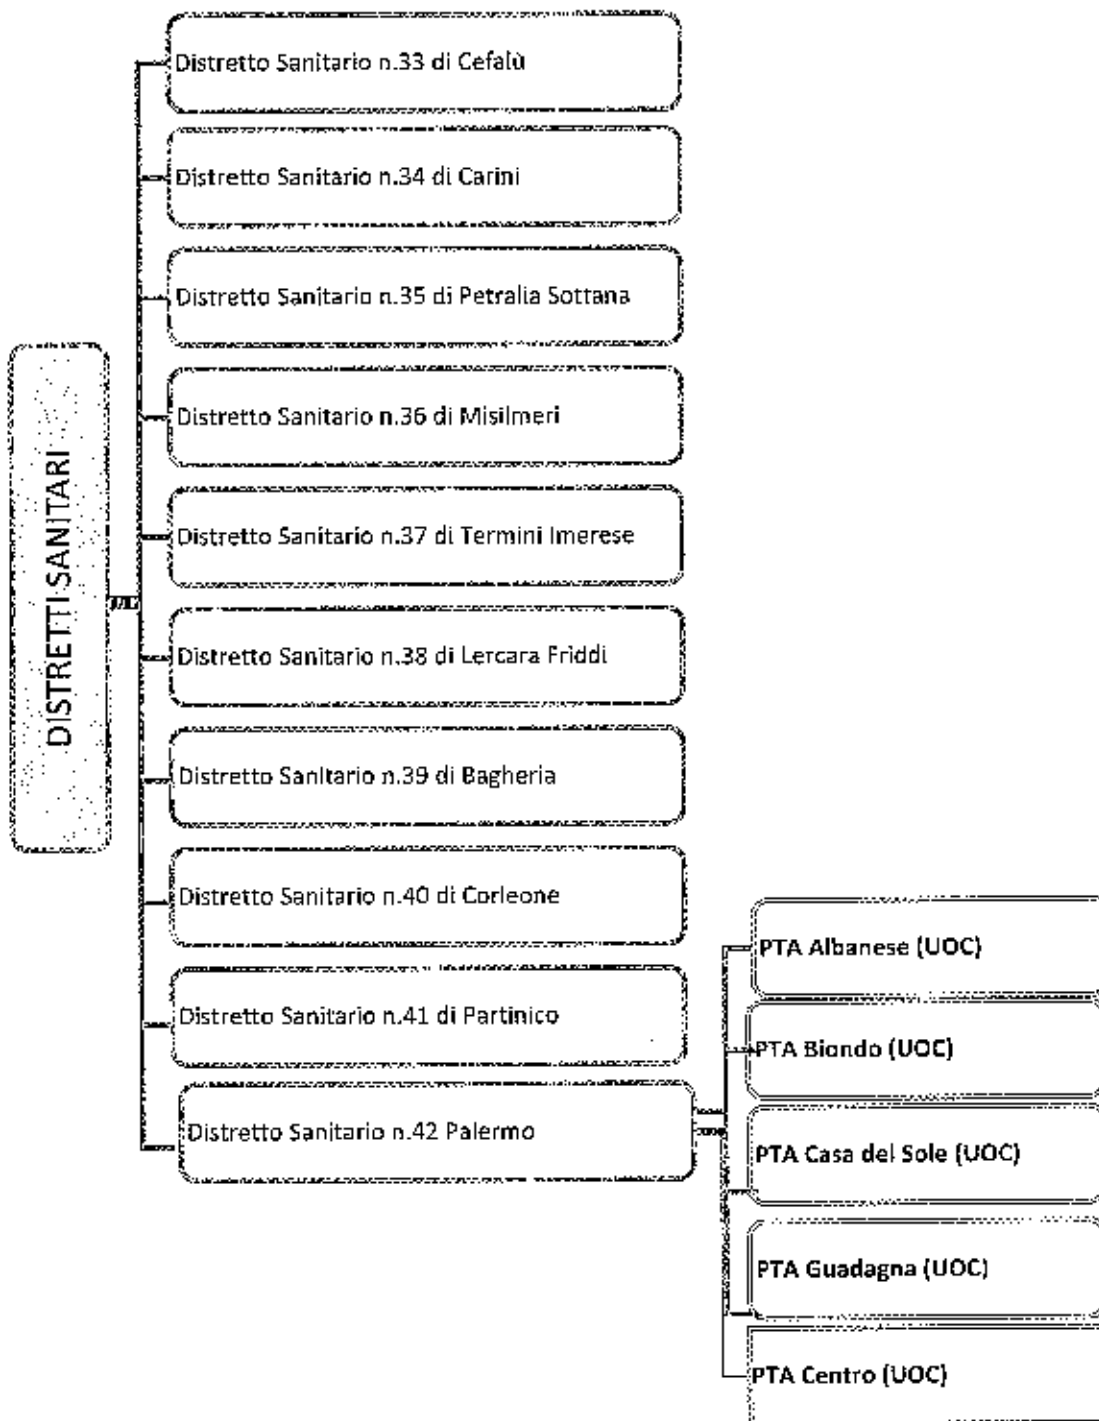 Distretto Sanitario n.33 di Cefalù
Distretto Sanitario n.34 di Carini
Distretto Sanitario n.35 di Petralia Sottana
Distretto Sanitario n.36 di Misilmeri
Distretto Sanitario n.37 di Termini Imerese
DISTRETTI SANITARI
Distretto Sanitario n.38 di Lercara Friddi
Distretto Sanitario n.39 di Bagheria
Distretto Sanitario n.40 di Corleone
Distretto Sanitario n.41 di Partinico
Distretto Sanitario n.42 Palermo
PTA Albanese (UOC)
PTA Biondo (UOC)
PTA Casa del Sole (UOC)
PTA Guadagna (UOC)
PTA Centro (UOC)